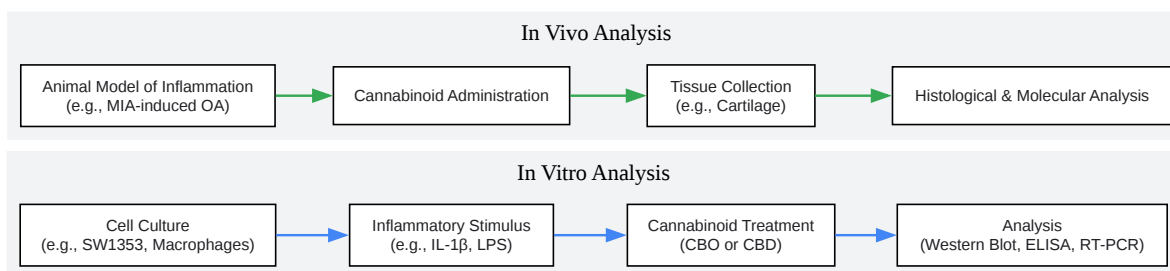 In Vivo Analysis
Animal Model of Inflammation
(e.g., MIA-induced OA)
Cannabinoid Administration
Tissue Collection
(e.g., Cartilage)
Histological & Molecular Analysis
In Vitro Analysis
Cell Culture
(e.g., SW1353, Macrophages)
Inflammatory Stimulus
(e.g., IL-1β, LPS)
Cannabinoid Treatment
(CBO or CBD)
Analysis
(Western Blot, ELISA, RT-PCR)